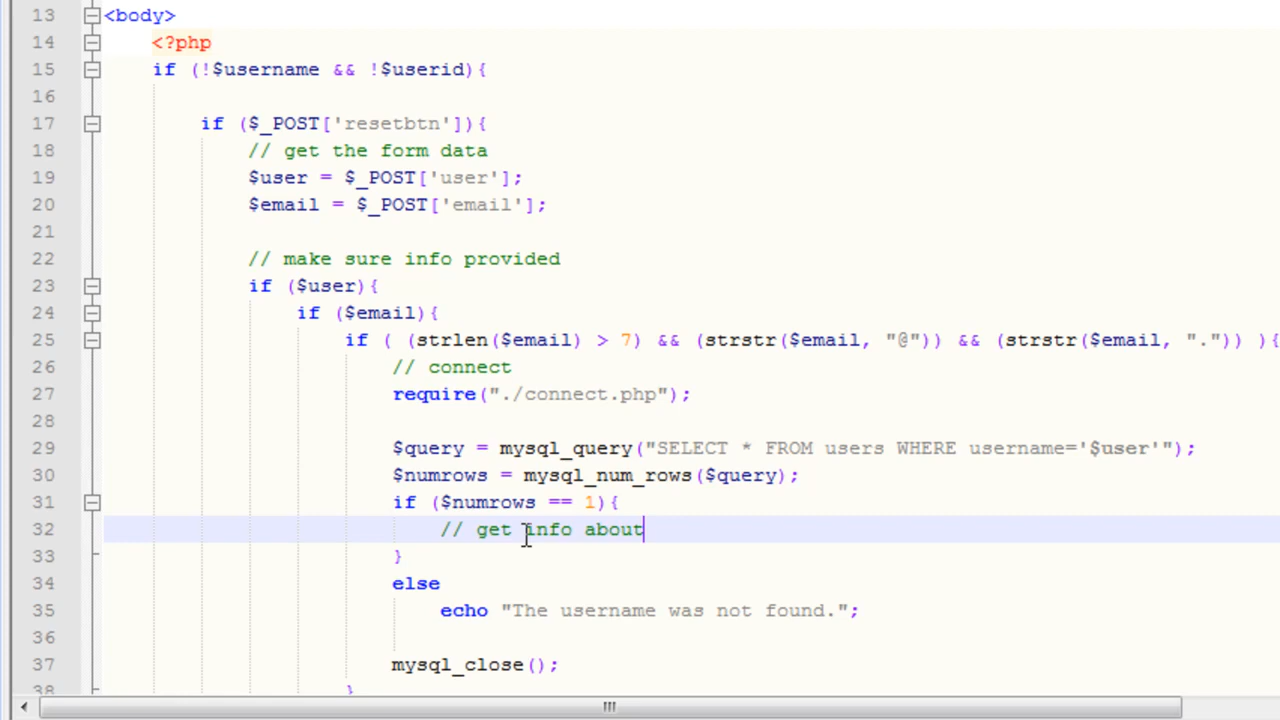 13 <body>
14 <?php
15 if (!$username && !$userid){
16
17 if ($_POST['resetbtn']){
18 // get the form data
19 $user = $_POST['user'];
20 $email = $_POST['email'];
21
22 // make sure info provided
23 if ($user){
24 if ($email){
25 if ( (strlen($email) > 7) && (strstr($email, "@")) && (strstr($email, ".")) ){
26 // connect
27 require("./connect.php");
28
29 $query = mysql_query("SELECT * FROM users WHERE username='$user'");
30 $numrows = mysql_num_rows($query);
31 if ($numrows == 1){
32 // get info about
33 }
34 else
35 echo "The username was not found.";
36
37 mysql_close();
38 }